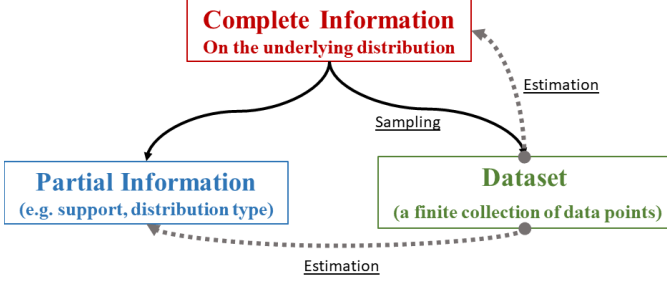 Complete Information
On the underlying distribution
Estimation
Sampling
Partial Information
(e.g. support, distribution type)
Dataset
(a finite collection of data points)
Estimation